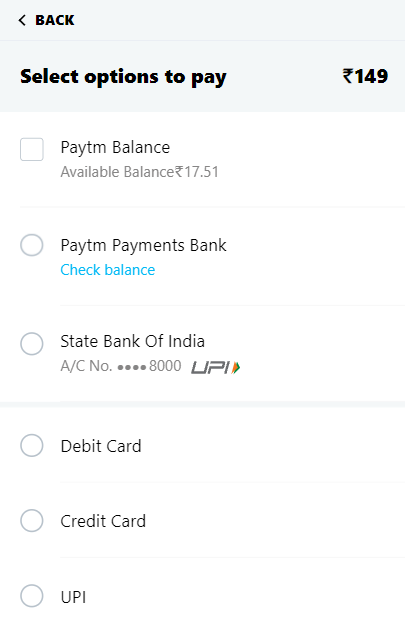 BACK
Select options to pay ₹149
Paytm Balance
Available Balance₹17.51
Paytm Payments Bank
Check balance
State Bank Of India
A/C No. ••••8000 UPI
Debit Card
Credit Card
UPI